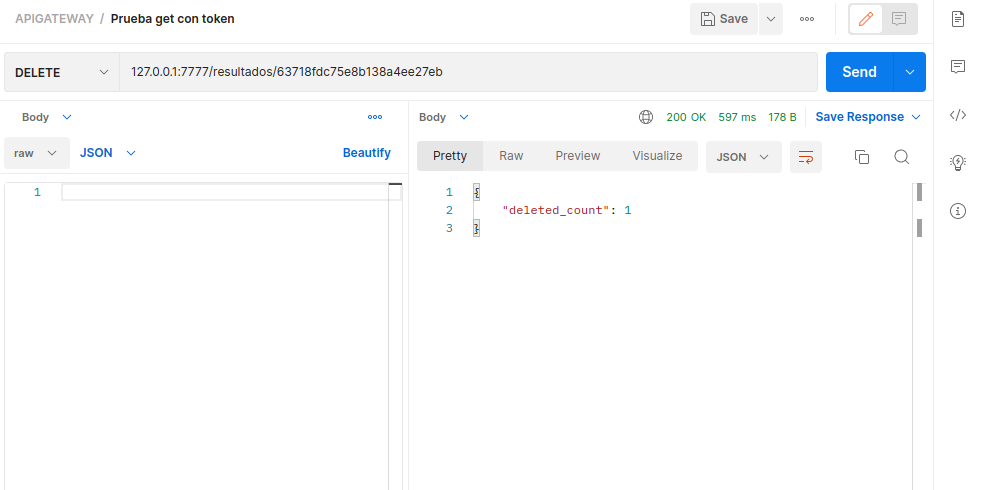 APIGATEWAY / Prueba get con token
Save
DELETE
127.0.0.1:7777/resultados/63718fdc75e8b138a4ee27eb
Send
Body
Body
200 OK 597 ms 178 B
Save Response
raw
JSON
Beautify
Pretty
Raw
Preview
Visualize
JSON
1
1 {
2 "deleted_count": 1
3 }